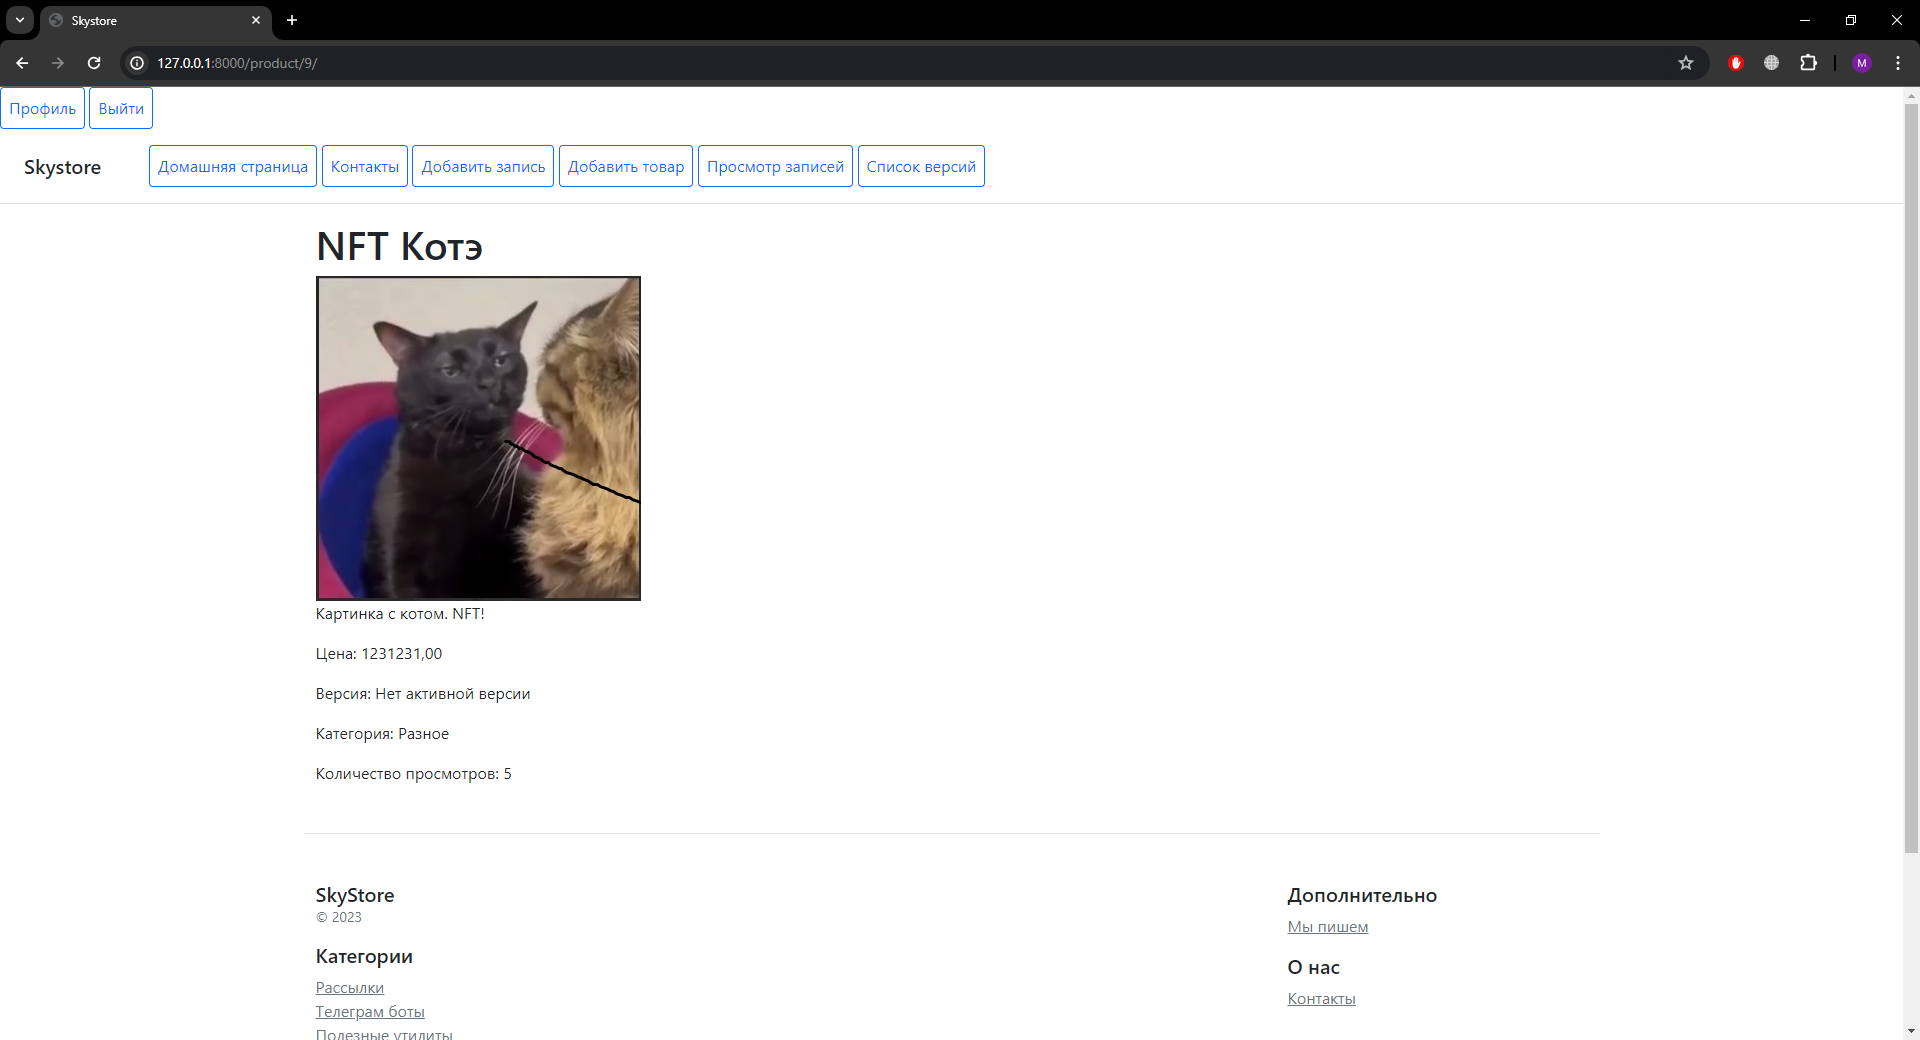 Skystore
127.0.0.1:8000/product/9/
M
Профиль Выйти
Skystore Домашняя страница Контакты Добавить запись Добавить товар Просмотр записей Список версий
NFT Котэ
Картинка с котом. NFT!
Цена: 1231231,00
Версия: Нет активной версии
Категория: Разное
Количество просмотров: 5
SkyStore
© 2023
Категории
Рассылки
Телеграм боты
Полезные утилиты
Дополнительно
Мы пишем
О нас
Контакты